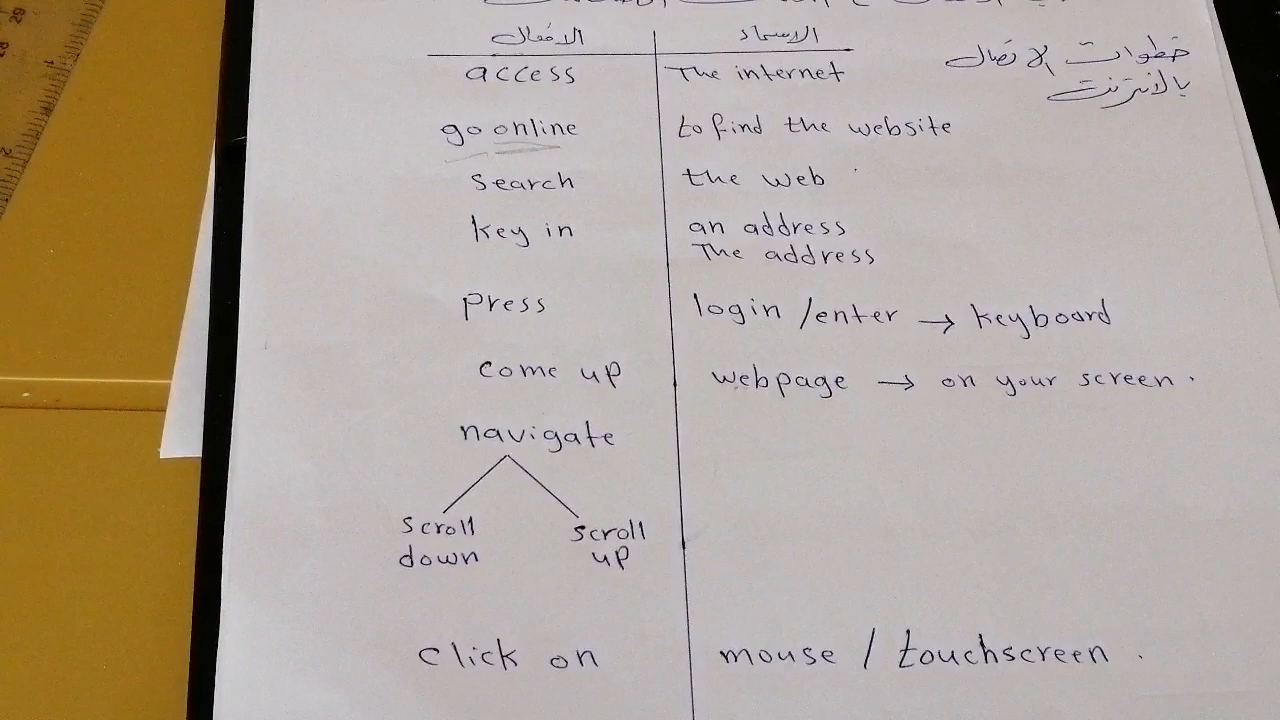 الافعال الاسماء
خطوات الاتصال
بالانترنت
access The internet
go online to find the website
search the web
key in an address
The address
press login /enter → keyboard
come up webpage → on your screen.
navigate
scroll scroll
down up
click on mouse / touchscreen.